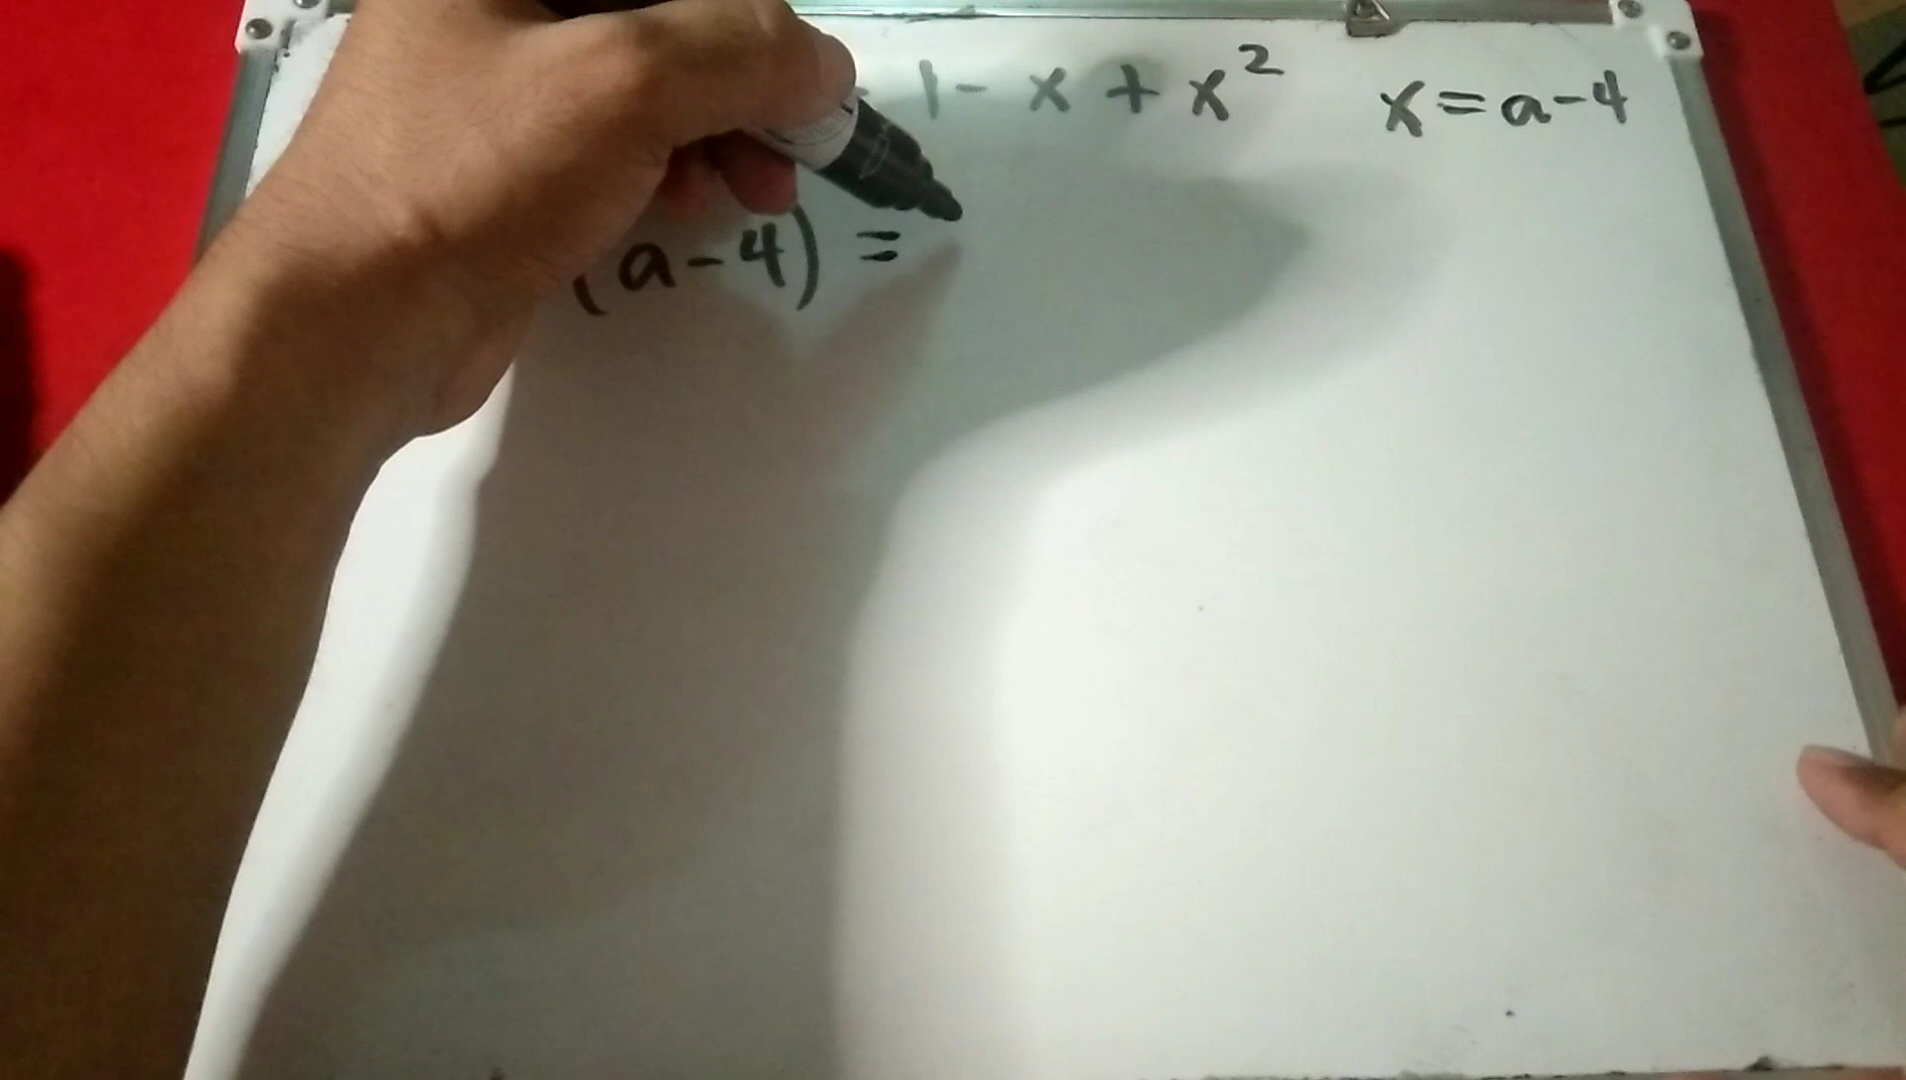 1 - x + x² x = a - 4
(a - 4) =